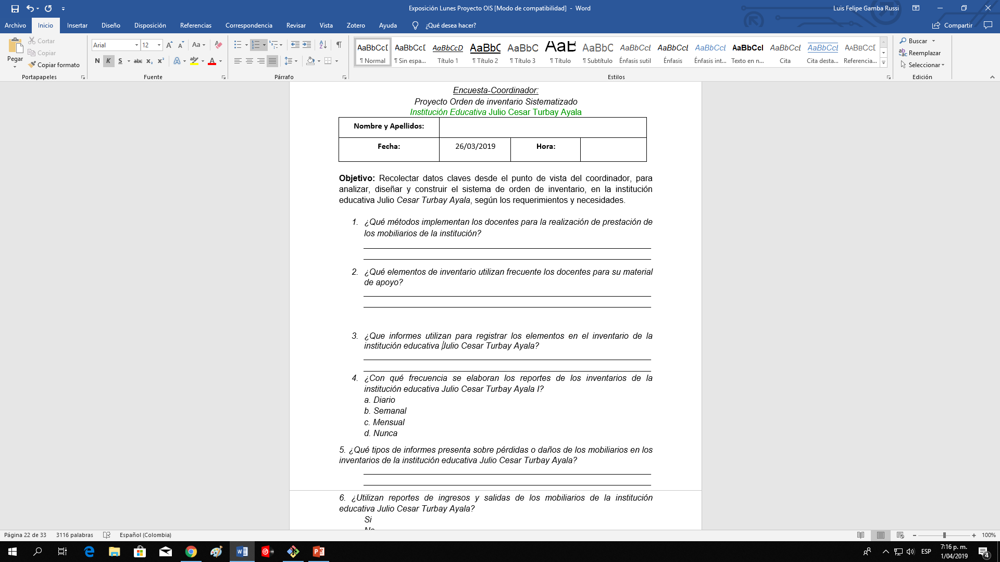 Exposición Lunes Proyecto OIS [Modo de compatibilidad] - Word
Luis Felipe Gamba Russi
Archivo Inicio Insertar Diseño Disposición Referencias Correspondencia Revisar Vista Zotero Ayuda ¿Qué desea hacer? Compartir
Pegar
Cortar
Copiar
Copiar formato
Portapapeles
Arial 12
Fuente
Párrafo
AaBbCcD ¶ Normal
AaBbCcD ¶ Sin espa...
AaBbCcD Título 1
AaBbC ¶ Título 2
AaBbC ¶ Título 3
AaB ¶ Título
AaBbC ¶ Subtítulo
AaBbCcL Énfasis sutil
AaBbCcL Énfasis
AaBbCcL Énfasis int...
AaBbCcI Texto en n...
AaBbCcL Cita
AaBbCcL Cita desta...
AaBbCcD Referencia...
Estilos
Buscar
Reemplazar
Seleccionar
Edición
Encuesta-Coordinador:
Proyecto Orden de inventario Sistematizado
Institución Educativa Julio Cesar Turbay Ayala
Nombre y Apellidos:
Fecha: 26/03/2019 Hora:
Objetivo: Recolectar datos claves desde el punto de vista del coordinador, para
analizar, diseñar y construir el sistema de orden de inventario, en la institución
educativa Julio Cesar Turbay Ayala, según los requerimientos y necesidades.
1. ¿Qué métodos implementan los docentes para la realización de prestación de
los mobiliarios de la institución?
2. ¿Qué elementos de inventario utilizan frecuente los docentes para su material
de apoyo?
3. ¿Que informes utilizan para registrar los elementos en el inventario de la
institución educativa Julio Cesar Turbay Ayala?
4. ¿Con qué frecuencia se elaboran los reportes de los inventarios de la
institución educativa Julio Cesar Turbay Ayala I?
a. Diario
b. Semanal
c. Mensual
d. Nunca
5. ¿Qué tipos de informes presenta sobre pérdidas o daños de los mobiliarios en los
inventarios de la institución educativa Julio Cesar Turbay Ayala?
6. ¿Utilizan reportes de ingresos y salidas de los mobiliarios de la institución
educativa Julio Cesar Turbay Ayala?
Si
No
Página 22 de 33 3116 palabras Español (Colombia) 100%
ESP
7:16 p. m.
1/04/2019
4